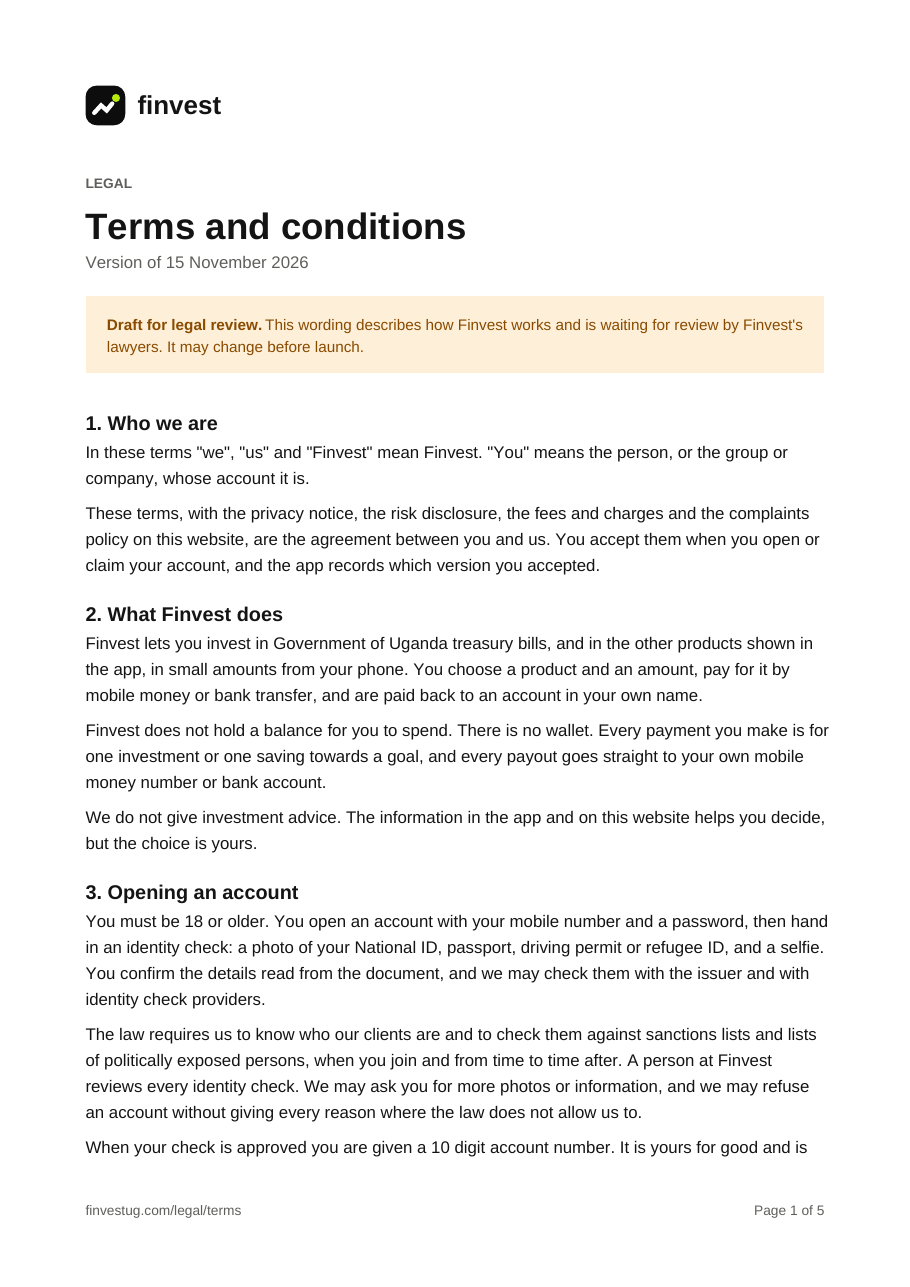 finvest
LEGAL
Terms and conditions
Version of 15 November 2026
Draft for legal review. This wording describes how Finvest works and is waiting for review by Finvest's
lawyers. It may change before launch.
1. Who we are
In these terms "we", "us" and "Finvest" mean Finvest. "You" means the person, or the group or
company, whose account it is.
These terms, with the privacy notice, the risk disclosure, the fees and charges and the complaints
policy on this website, are the agreement between you and us. You accept them when you open or
claim your account, and the app records which version you accepted.
2. What Finvest does
Finvest lets you invest in Government of Uganda treasury bills, and in the other products shown in
the app, in small amounts from your phone. You choose a product and an amount, pay for it by
mobile money or bank transfer, and are paid back to an account in your own name.
Finvest does not hold a balance for you to spend. There is no wallet. Every payment you make is for
one investment or one saving towards a goal, and every payout goes straight to your own mobile
money number or bank account.
We do not give investment advice. The information in the app and on this website helps you decide,
but the choice is yours.
3. Opening an account
You must be 18 or older. You open an account with your mobile number and a password, then hand
in an identity check: a photo of your National ID, passport, driving permit or refugee ID, and a selfie.
You confirm the details read from the document, and we may check them with the issuer and with
identity check providers.
The law requires us to know who our clients are and to check them against sanctions lists and lists
of politically exposed persons, when you join and from time to time after. A person at Finvest
reviews every identity check. We may ask you for more photos or information, and we may refuse
an account without giving every reason where the law does not allow us to.
When your check is approved you are given a 10 digit account number. It is yours for good and is
finvestug.com/legal/terms
Page 1 of 5